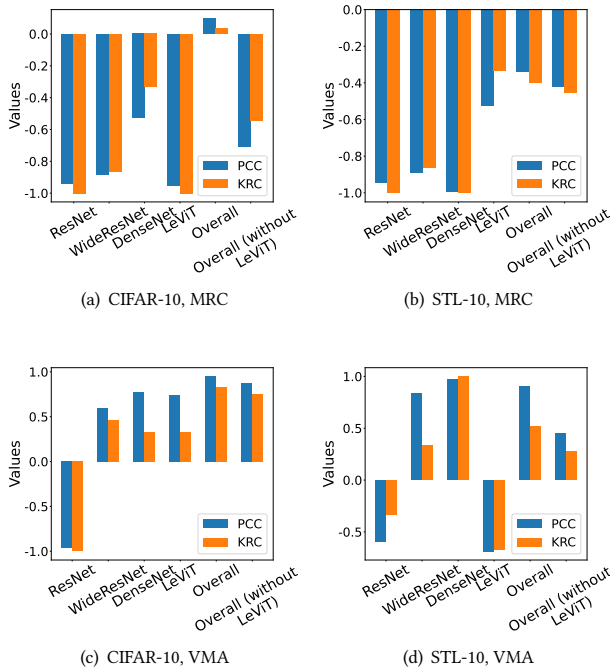 Values
0.0
-0.2
-0.4
-0.6
-0.8
-1.0
PCC
KRC
ResNet
WideResNet
DenseNet
LeViT
Overall
Overall (without
LeViT)
(a) CIFAR-10, MRC
Values
0.0
-0.2
-0.4
-0.6
-0.8
-1.0
PCC
KRC
ResNet
WideResNet
DenseNet
LeViT
Overall
Overall (without
LeViT)
(b) STL-10, MRC
Values
1.0
0.5
0.0
-0.5
-1.0
PCC
KRC
ResNet
WideResNet
DenseNet
LeViT
Overall
Overall (without
LeViT)
(c) CIFAR-10, VMA
Values
1.0
0.5
0.0
-0.5
PCC
KRC
ResNet
WideResNet
DenseNet
LeViT
Overall
Overall (without
LeViT)
(d) STL-10, VMA